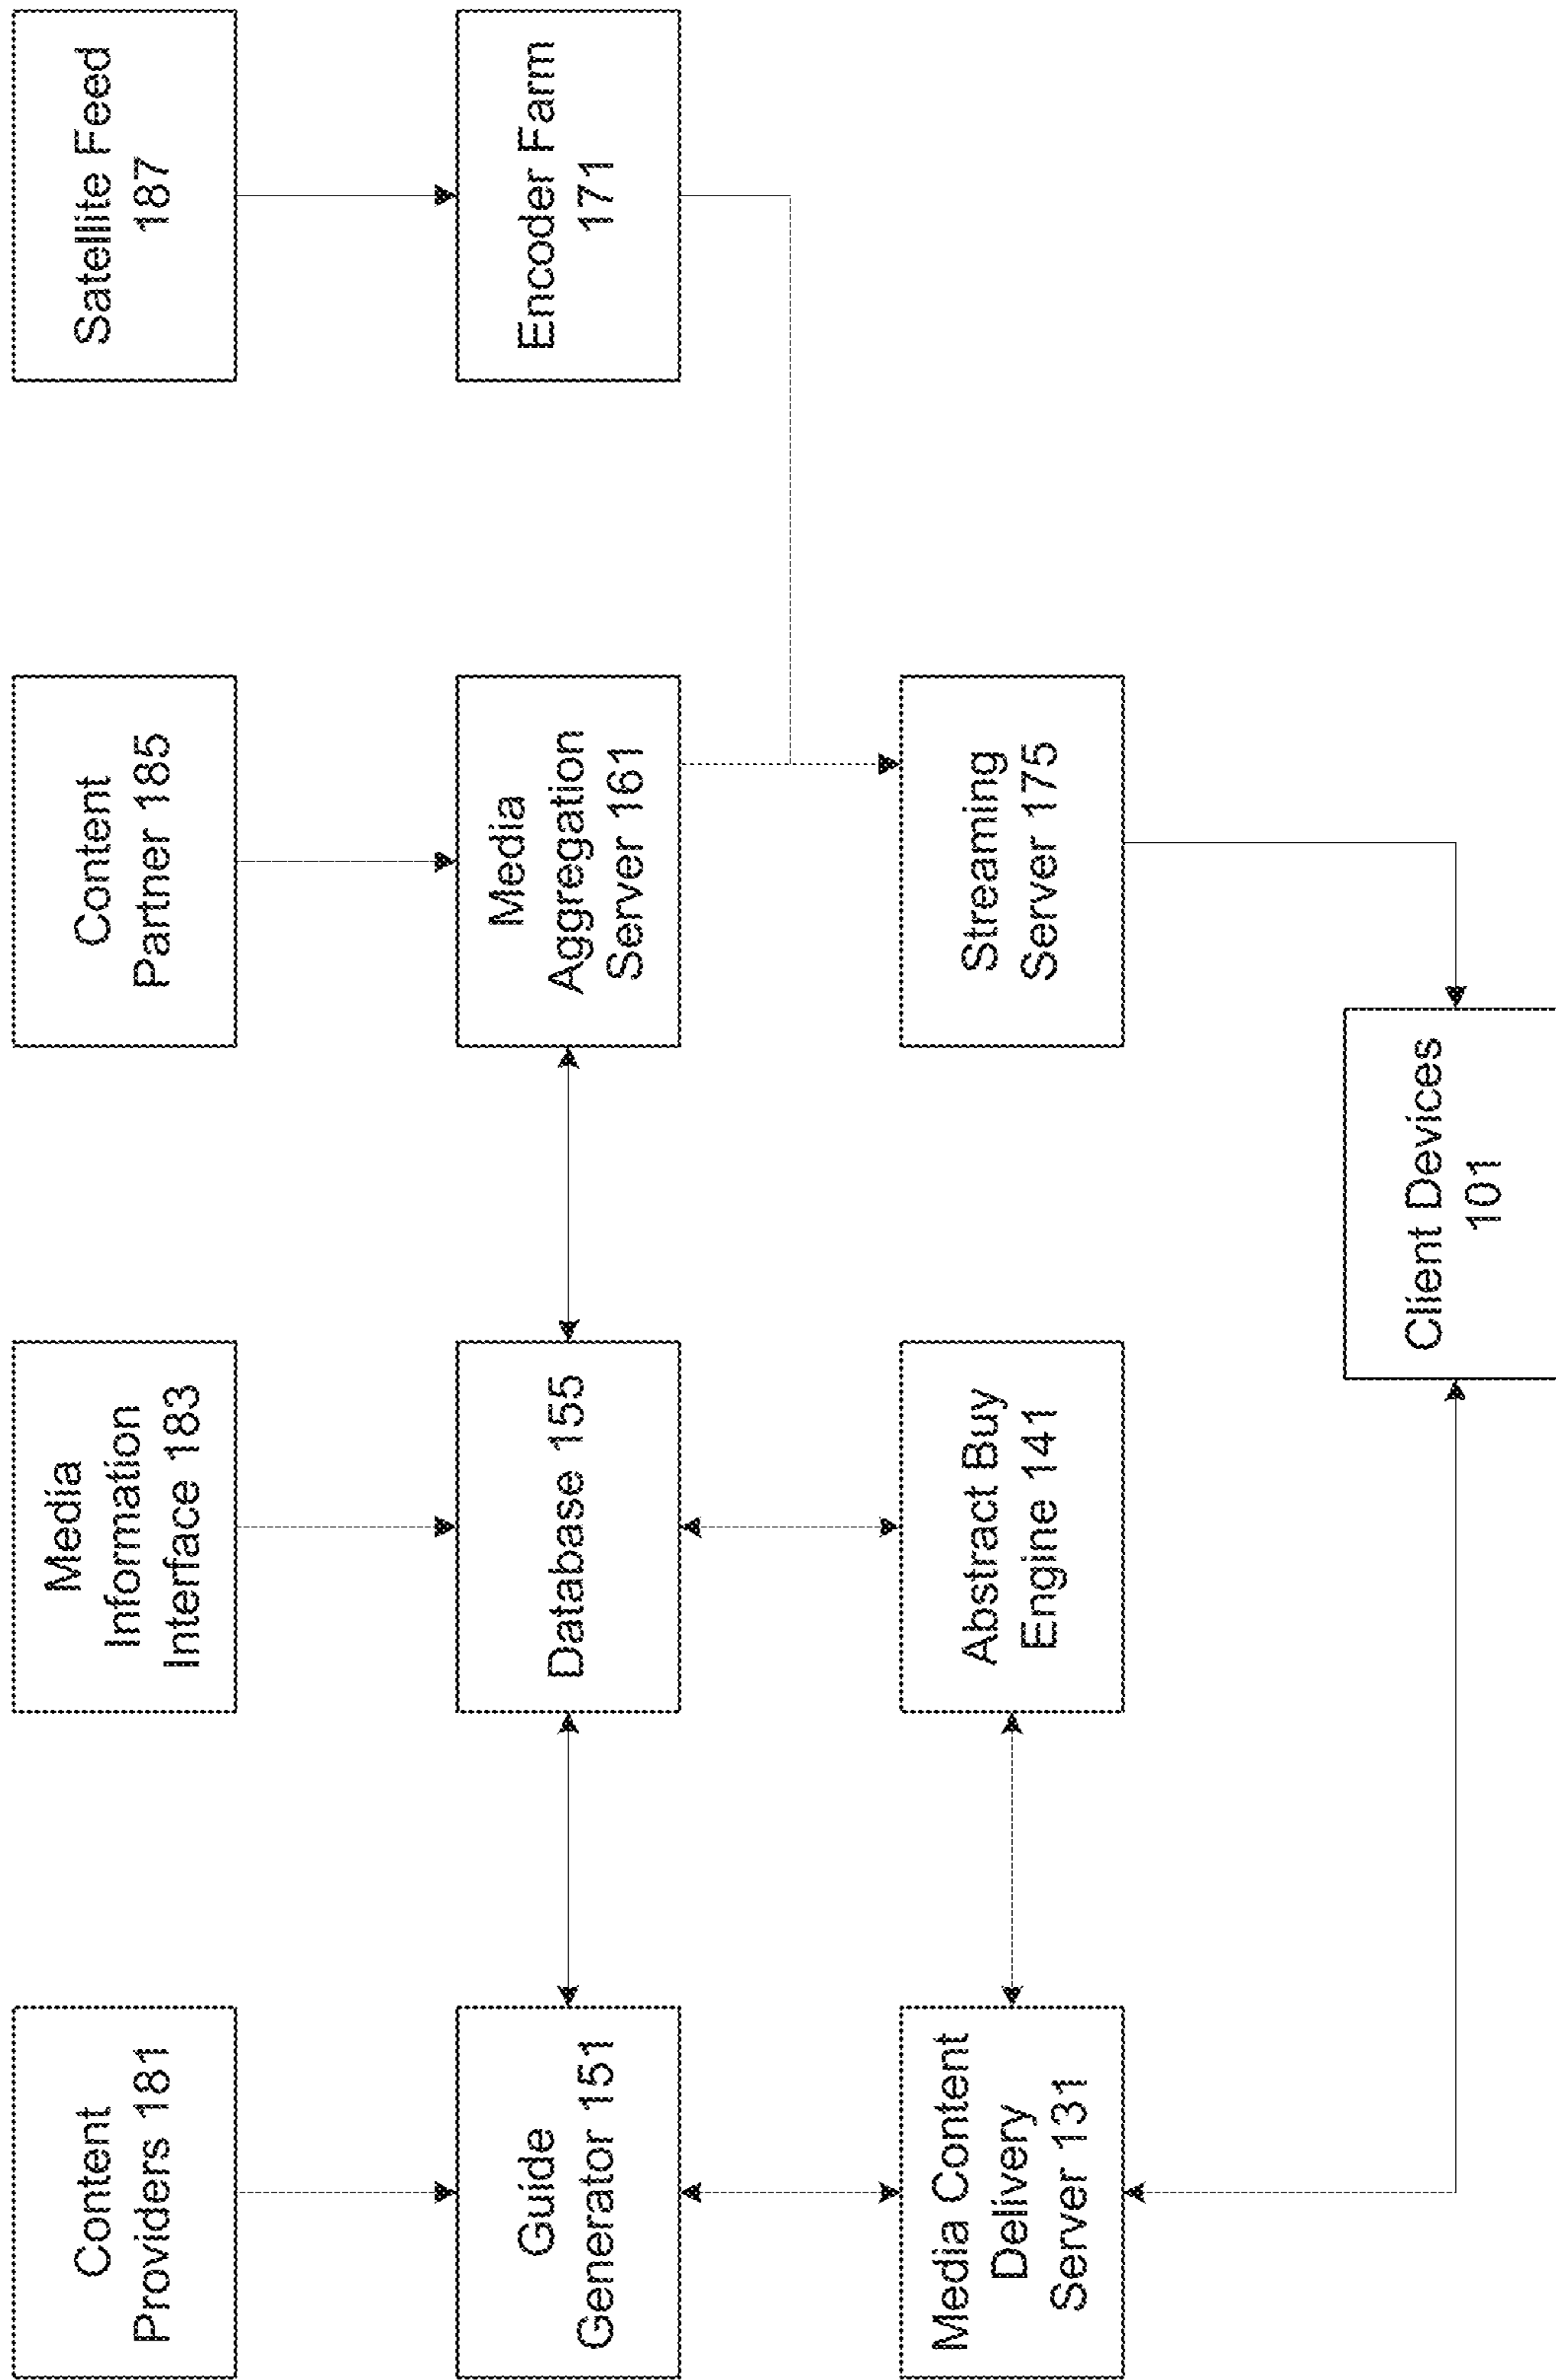 Content
Providers 181
Media
Information
Interface 183
Content
Partner 185
Satellite Feed
187
Guide
Generator 151
Database 155
Media
Aggregation
Server 161
Encoder Farm
171
Media Content
Delivery
Server 131
Abstract Buy
Engine 141
Streaming
Server 175
Client Devices
101